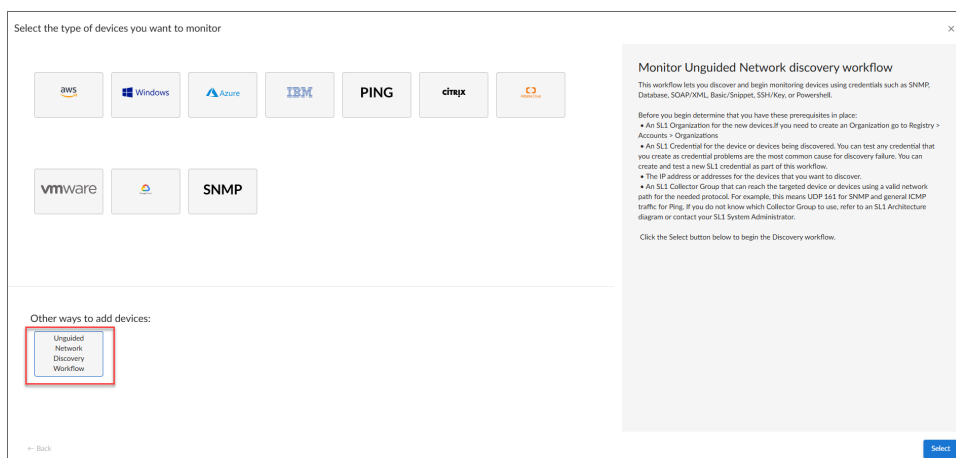 Select the type of devices you want to monitor
×
aws
Windows
Azure
IBM
PING
CITRIX
vmware
SNMP
Other ways to add devices:
Unguided
Network
Discovery
Workflow
← Back
Monitor Unguided Network discovery workflow
This workflow lets you discover and begin monitoring devices using credentials such as SNMP,
Database, SOAP/XML, Basic/Snippet, SSH/Key, or Powershell.
Before you begin determine that you have these prerequisites in place:
• An SL1 Organization for the new devices.If you need to create an Organization go to Registry >
Accounts > Organizations
• An SL1 Credential for the device or devices being discovered. You can test any credential that
you create as credential problems are the most common cause for discovery failure. You can
create and test a new SL1 credential as part of this workflow.
• The IP address or addresses for the devices that you want to discover.
• An SL1 Collector Group that can reach the targeted device or devices using a valid network
path for the needed protocol. For example, this means UDP 161 for SNMP and general ICMP
traffic for Ping. If you do not know which Collector Group to use, refer to an SL1 Architecture
diagram or contact your SL1 System Administrator.
Click the Select button below to begin the Discovery workflow.
Select